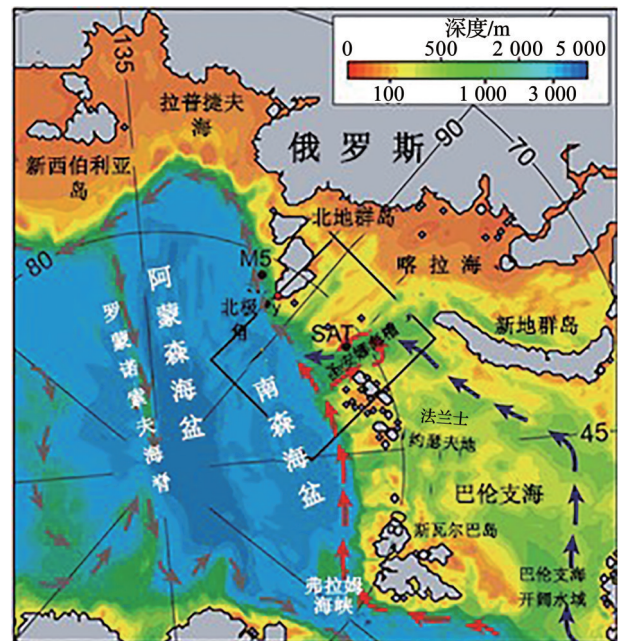 深度/m
0 500 2 000 5 000
100 1 000 3 000
135
拉普捷夫
海
俄罗斯
90
70
新西伯利亚
岛
北地群岛
80
M5
喀拉海
阿蒙森海盆
罗蒙诺索夫海脊
北极
角
SAT
新地群岛
南森海盆
法兰士
约瑟夫地
45
巴伦支海
斯瓦尔巴岛
弗拉姆
海峡
巴伦支海
开阔水域